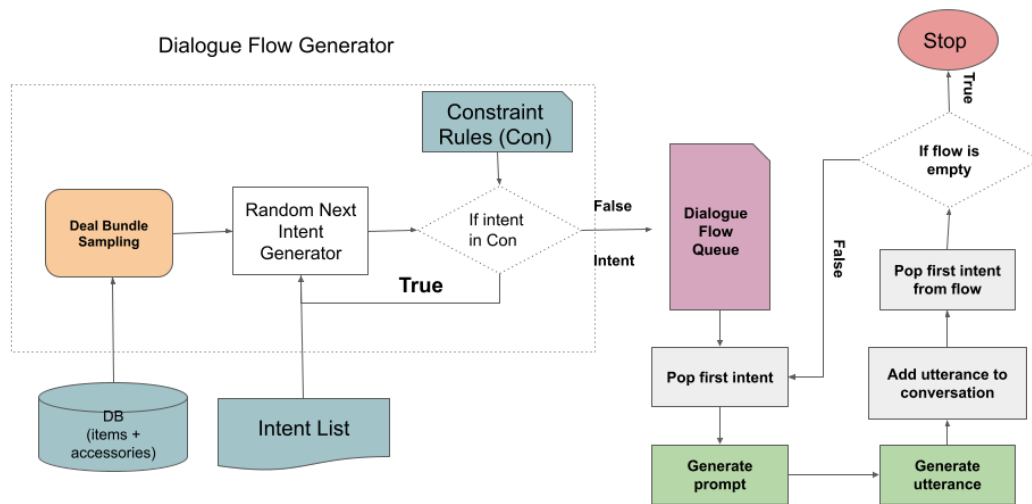 Dialogue Flow Generator
Constraint
Rules (Con)
Deal Bundle
Sampling
Random Next
Intent
Generator
If intent
in Con
True
False
Intent
DB
(items +
accessories)
Intent List
Dialogue
Flow
Queue
Pop first intent
Generate
prompt
Generate
utterance
Add utterance to
conversation
Pop first intent
from flow
If flow is
empty
False
True
Stop